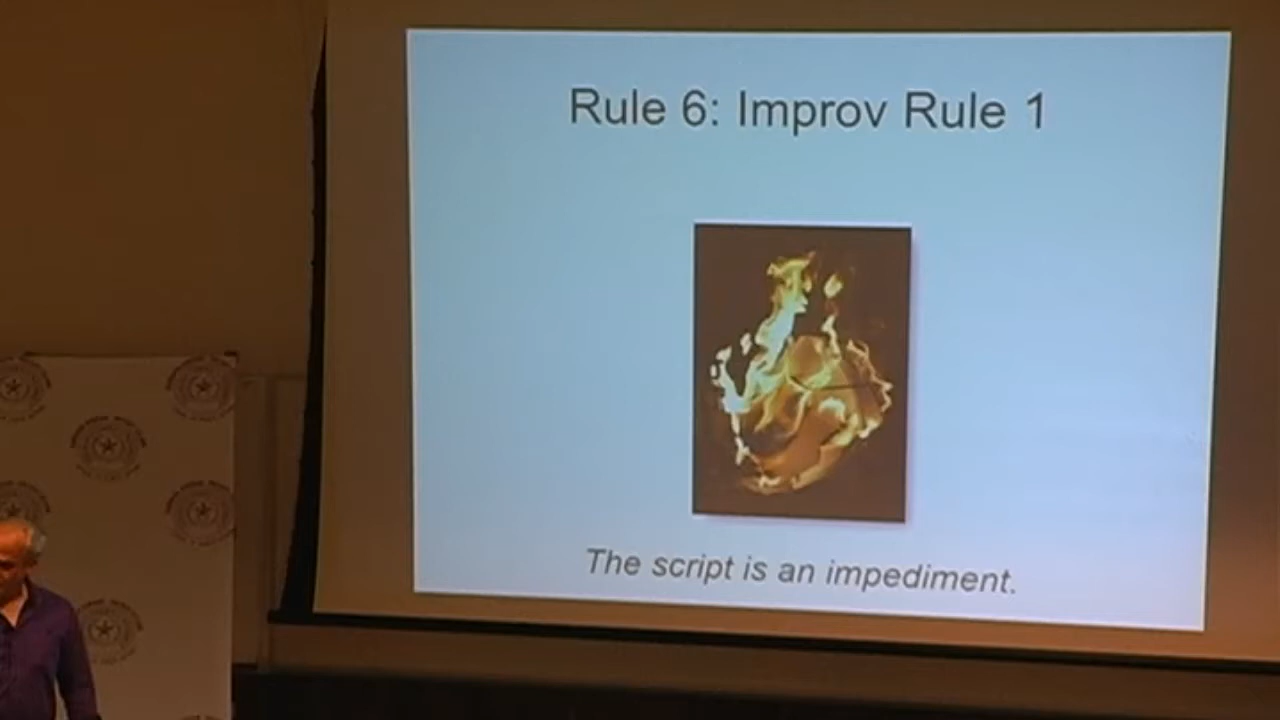 Rule 6: Improv Rule 1
The script is an impediment.